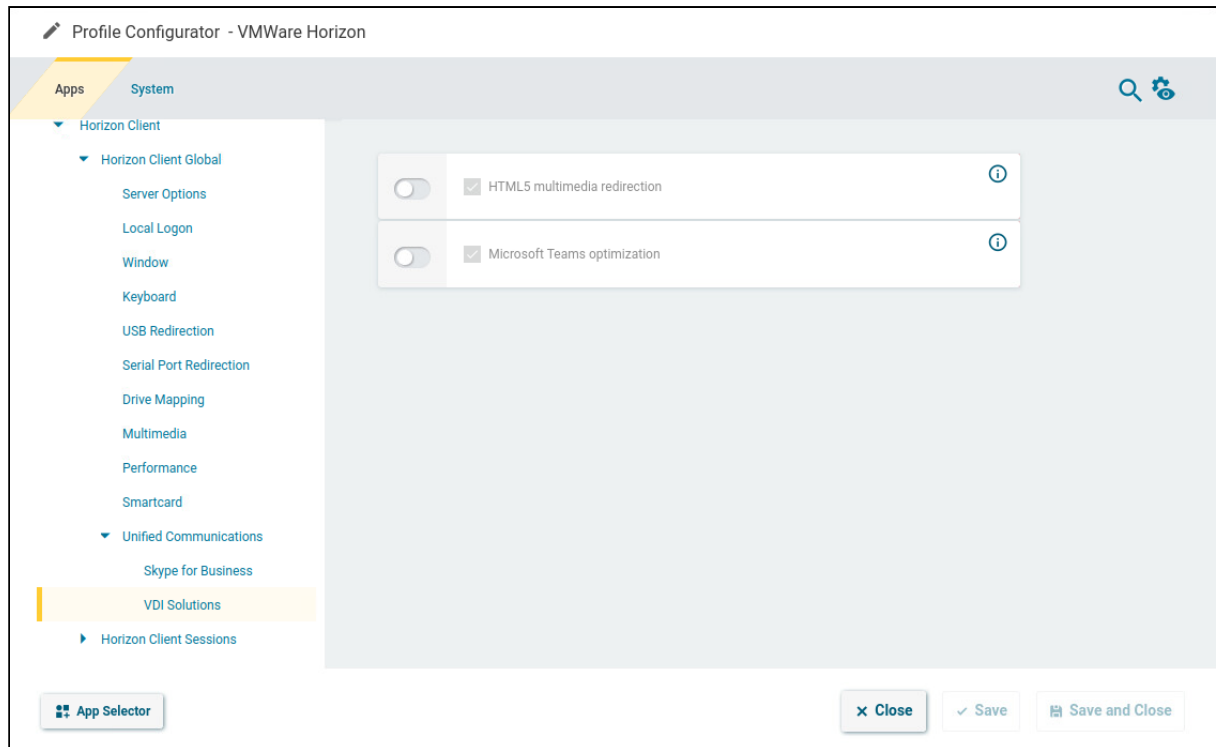 Profile Configurator - VMWare Horizon
Apps
System
Horizon Client
Horizon Client Global
Server Options
Local Logon
Window
Keyboard
USB Redirection
Serial Port Redirection
Drive Mapping
Multimedia
Performance
Smartcard
Unified Communications
Skype for Business
VDI Solutions
Horizon Client Sessions
HTML5 multimedia redirection
Microsoft Teams optimization
App Selector
Close
Save
Save and Close